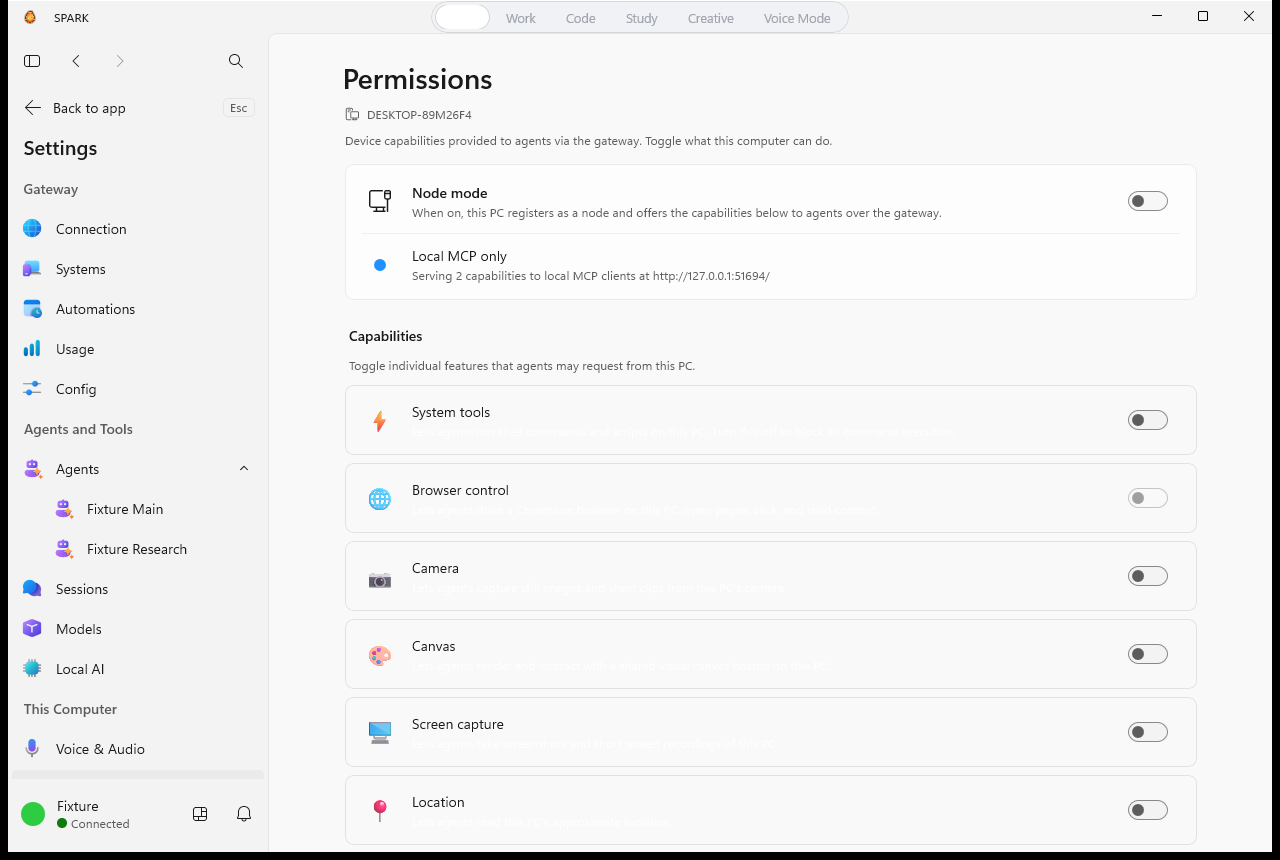 SPARK
Work
Code
Study
Creative
Voice Mode
Back to app
Esc
Settings
Gateway
Connection
Systems
Automations
Usage
Config
Agents and Tools
Agents
Fixture Main
Fixture Research
Sessions
Models
Local AI
This Computer
Voice & Audio
Fixture
Connected
Permissions
DESKTOP-89M26F4
Device capabilities provided to agents via the gateway. Toggle what this computer can do.
Node mode
When on, this PC registers as a node and offers the capabilities below to agents over the gateway.
Local MCP only
Serving 2 capabilities to local MCP clients at http://127.0.0.1:51694/
Capabilities
Toggle individual features that agents may request from this PC.
System tools
Browser control
Camera
Canvas
Screen capture
Location